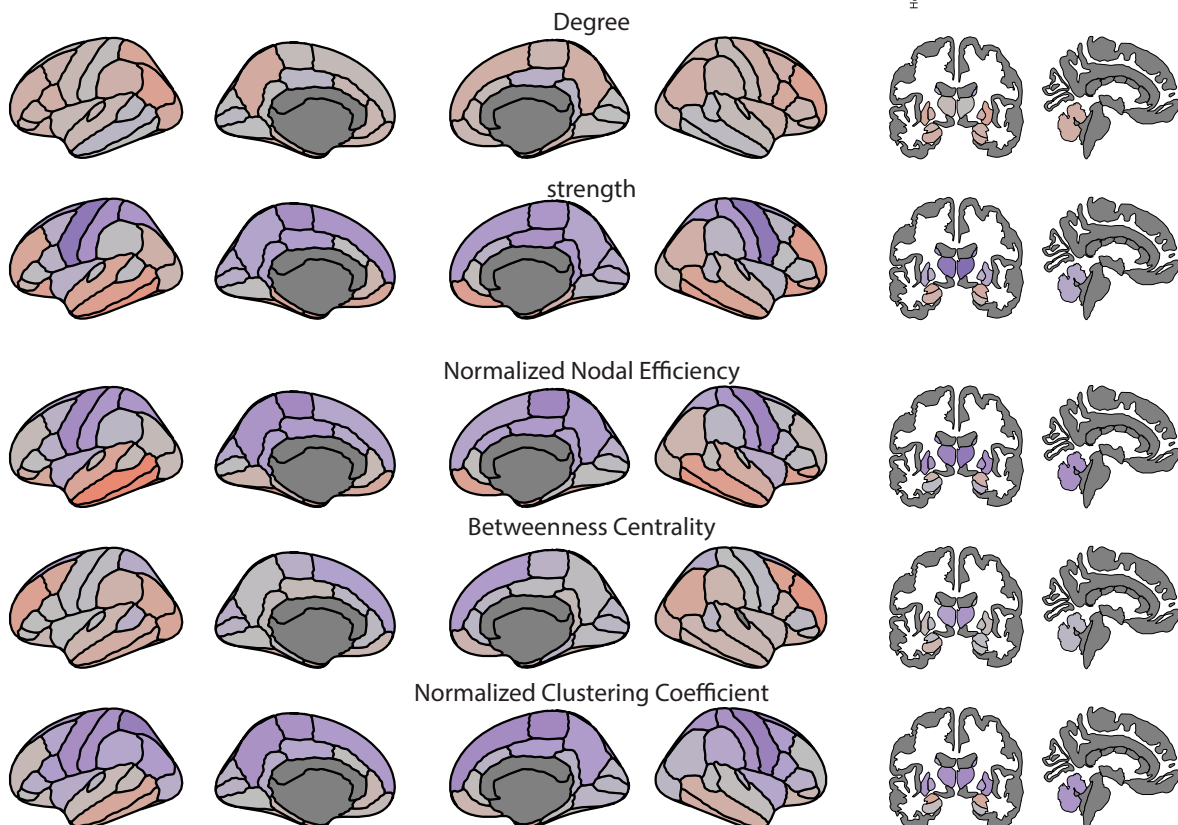 Degree
strength
Normalized Nodal Efficiency
Betweenness Centrality
Normalized Clustering Coefficient